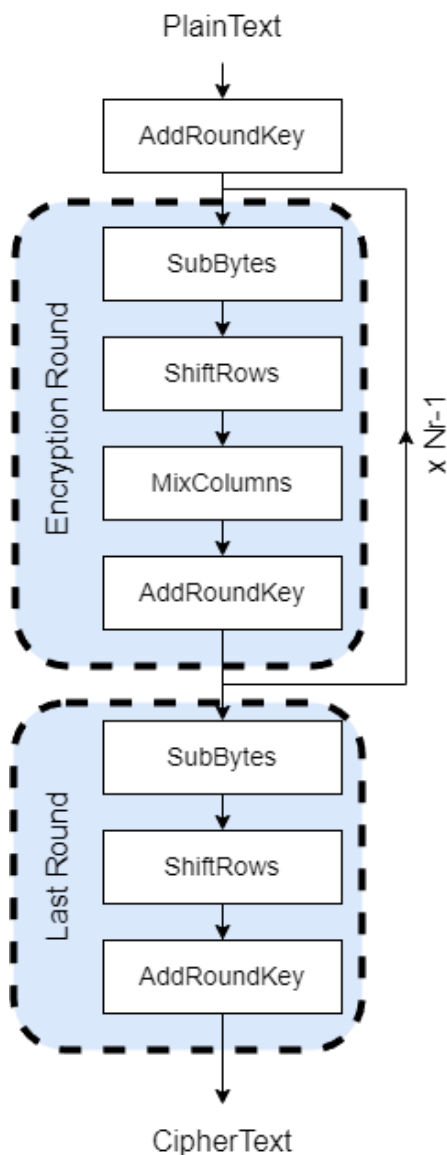 PlainText
AddRoundKey
Encryption Round
SubBytes
ShiftRows
MixColumns
AddRoundKey
x Nr-1
Last Round
SubBytes
ShiftRows
AddRoundKey
CipherText